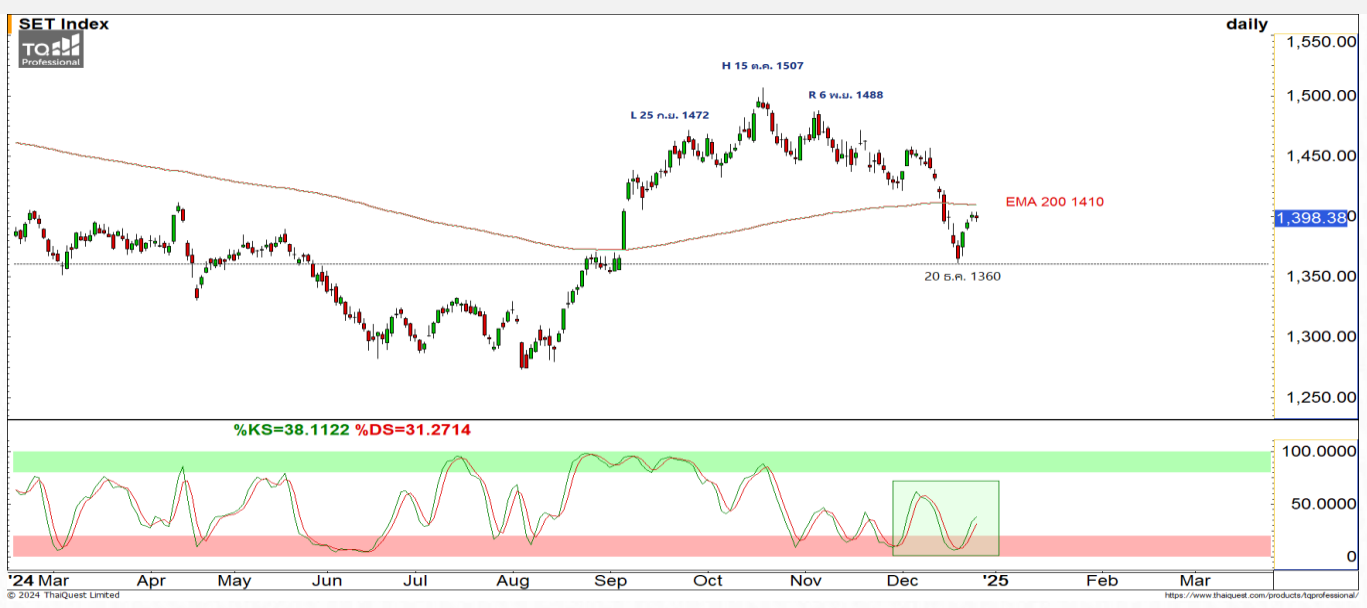 SET Index
daily
TQ
Professional
1,550.00
H 15 ต.ค. 1507
R 6 พ.ย. 1488
1,500.00
L 25 ก.ย. 1472
1,450.00
EMA 200 1410
1,398.38
20 ธ.ค. 1360
1,350.00
1,300.00
1,250.00
%KS=38.1122 %DS=31.2714
100.0000
50.0000
0
'24 Mar Apr May Jun Jul Aug Sep Oct Nov Dec '25 Feb Mar
© 2024 ThaiQuest Limited
https://www.thaiquest.com/products/tqprofessional/